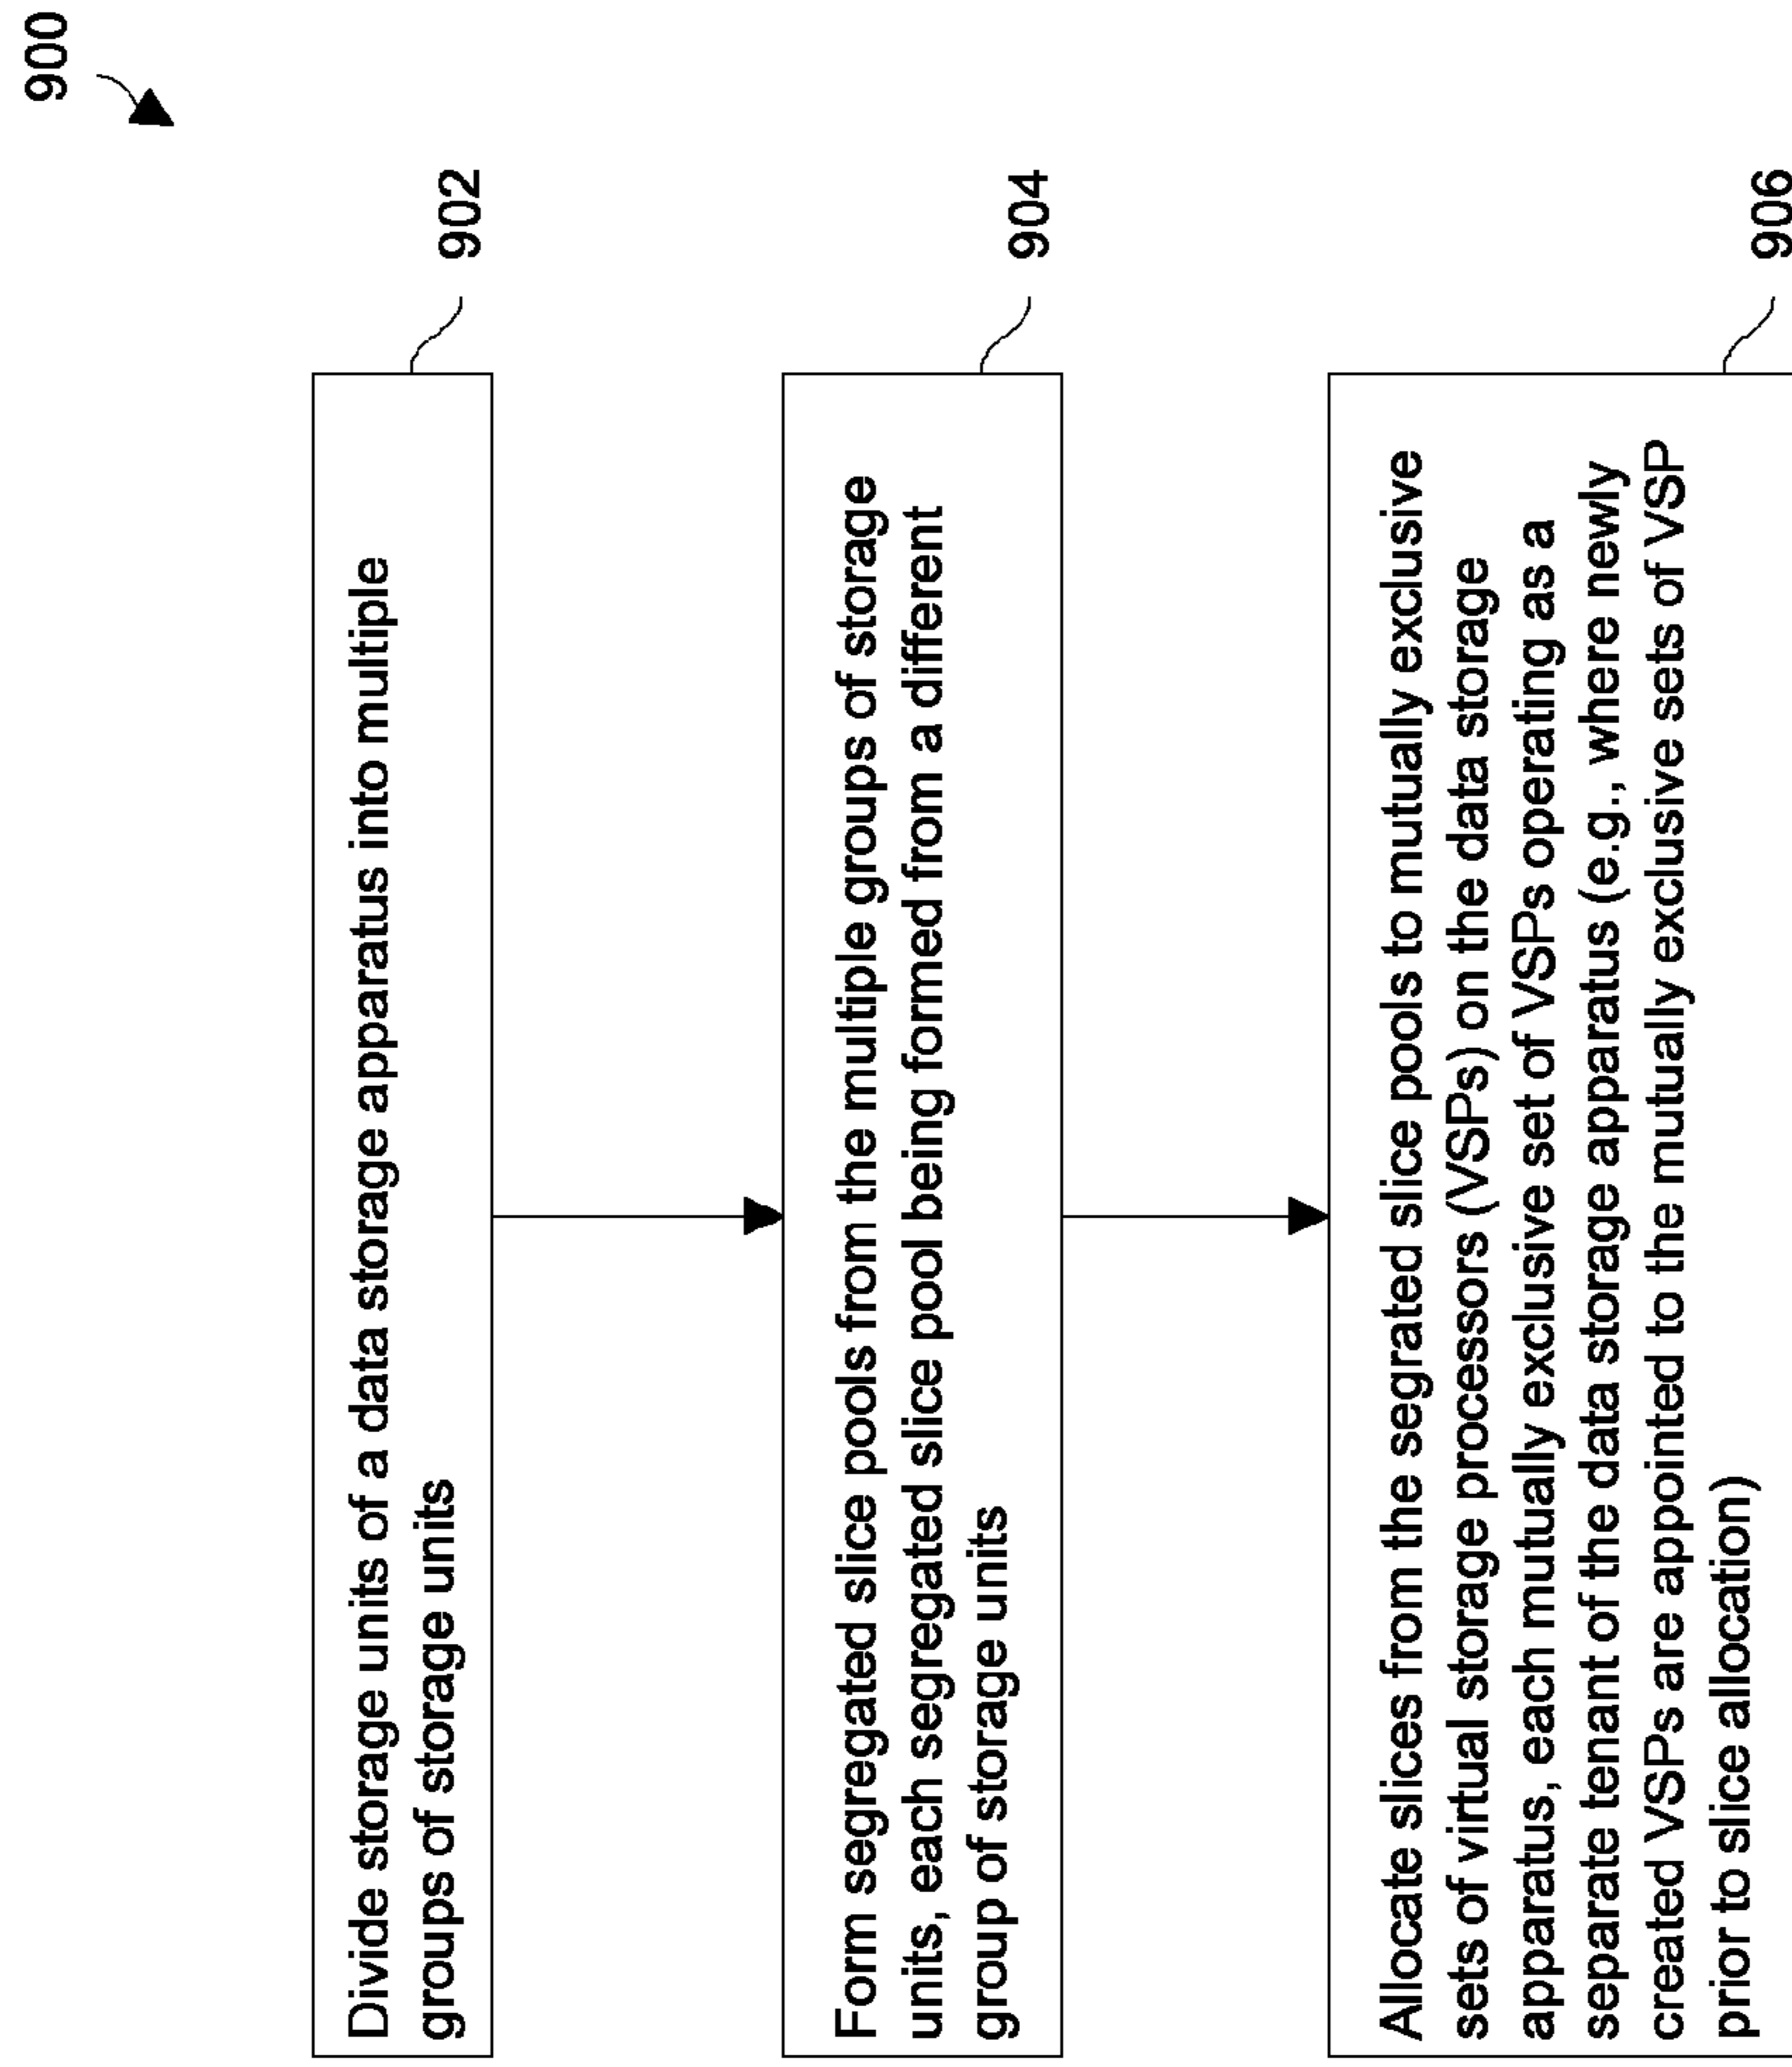 900
Divide storage units of a data storage apparatus into multiple
groups of storage units
902
Form segregated slice pools from the multiple groups of storage
units, each segregated slice pool being formed from a different
group of storage units
904
Allocate slices from the segrated slice pools to mutually exclusive
sets of virtual storage processors (VSPs) on the data storage
apparatus, each mutually exclusive set of VSPs operating as a
separate tenant of the data storage apparatus (e.g., where newly
created VSPs are appointed to the mutually exclusive sets of VSP
prior to slice allocation)
906